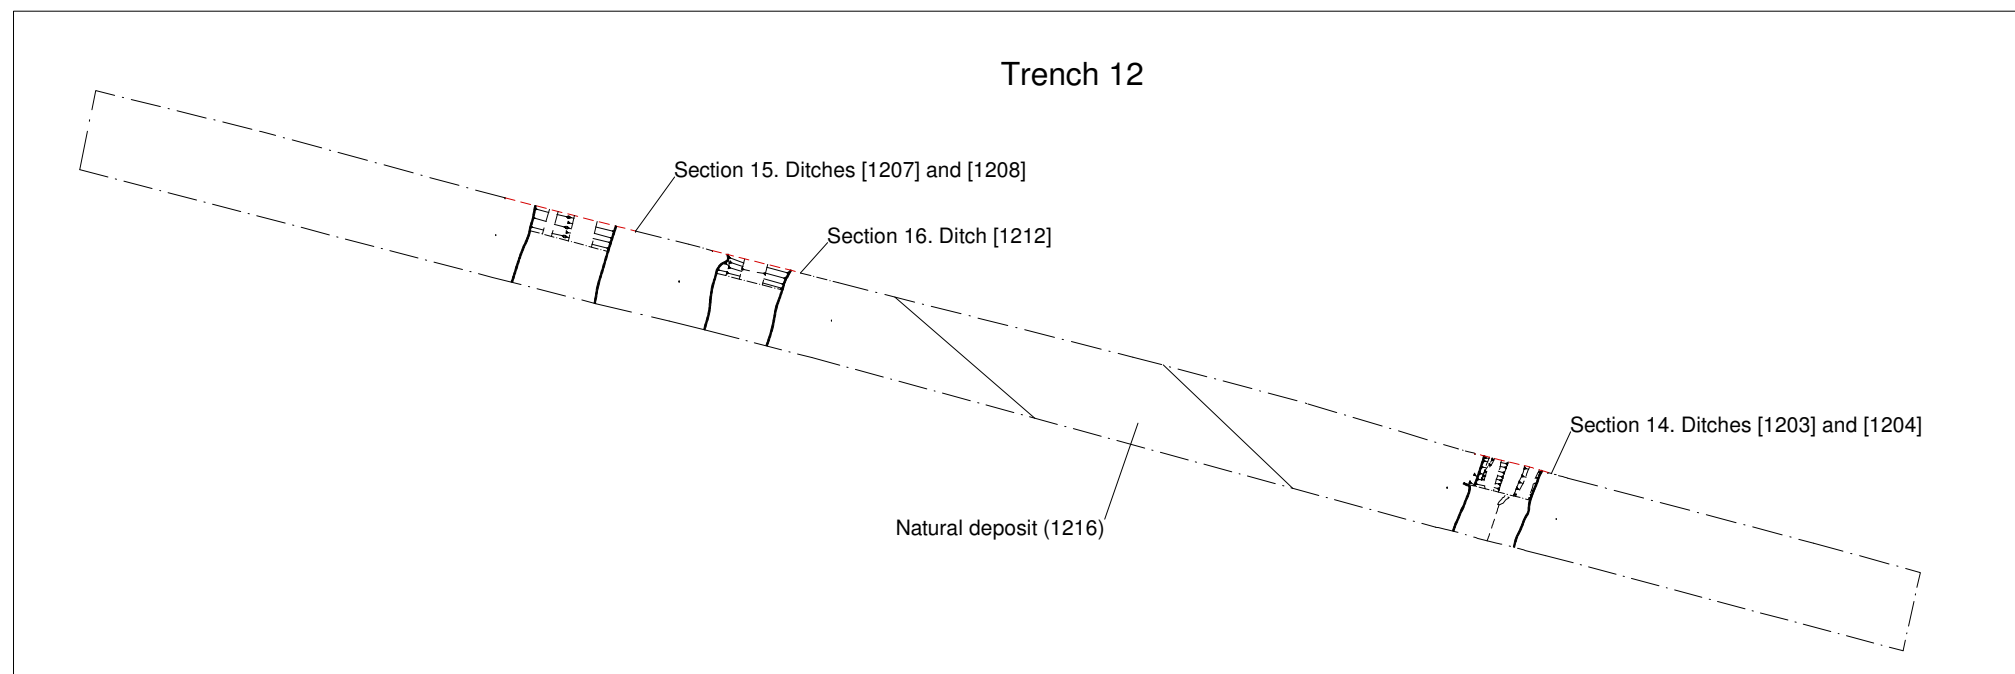 Trench 12
Section 15. Ditches [1207] and [1208]
Section 16. Ditch [1212]
Section 14. Ditches [1203] and [1204]
Natural deposit (1216)